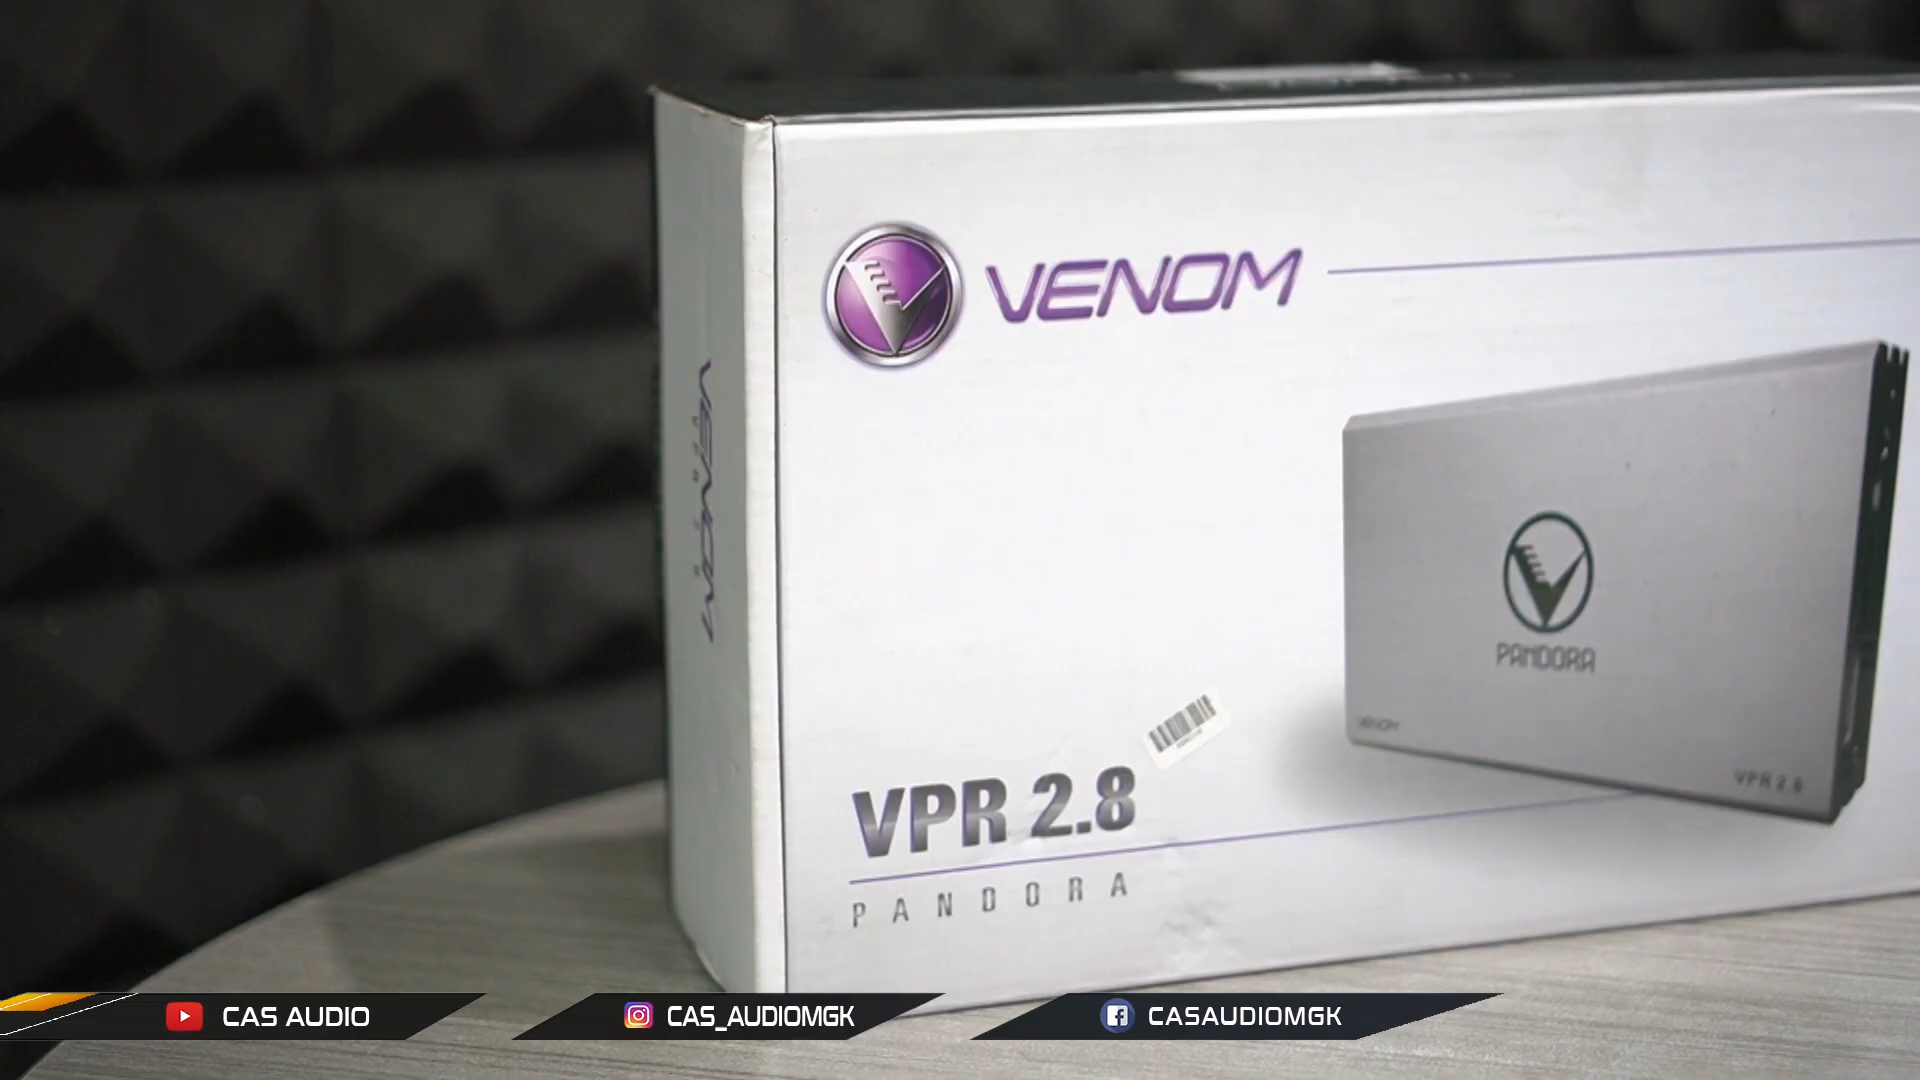 VENOM
VENOM
PANDORA
VENOM
VPR 2.8
VPR 2.8
PANDORA
CAS AUDIO
CAS_AUDIOMGK
CASAUDIOMGK